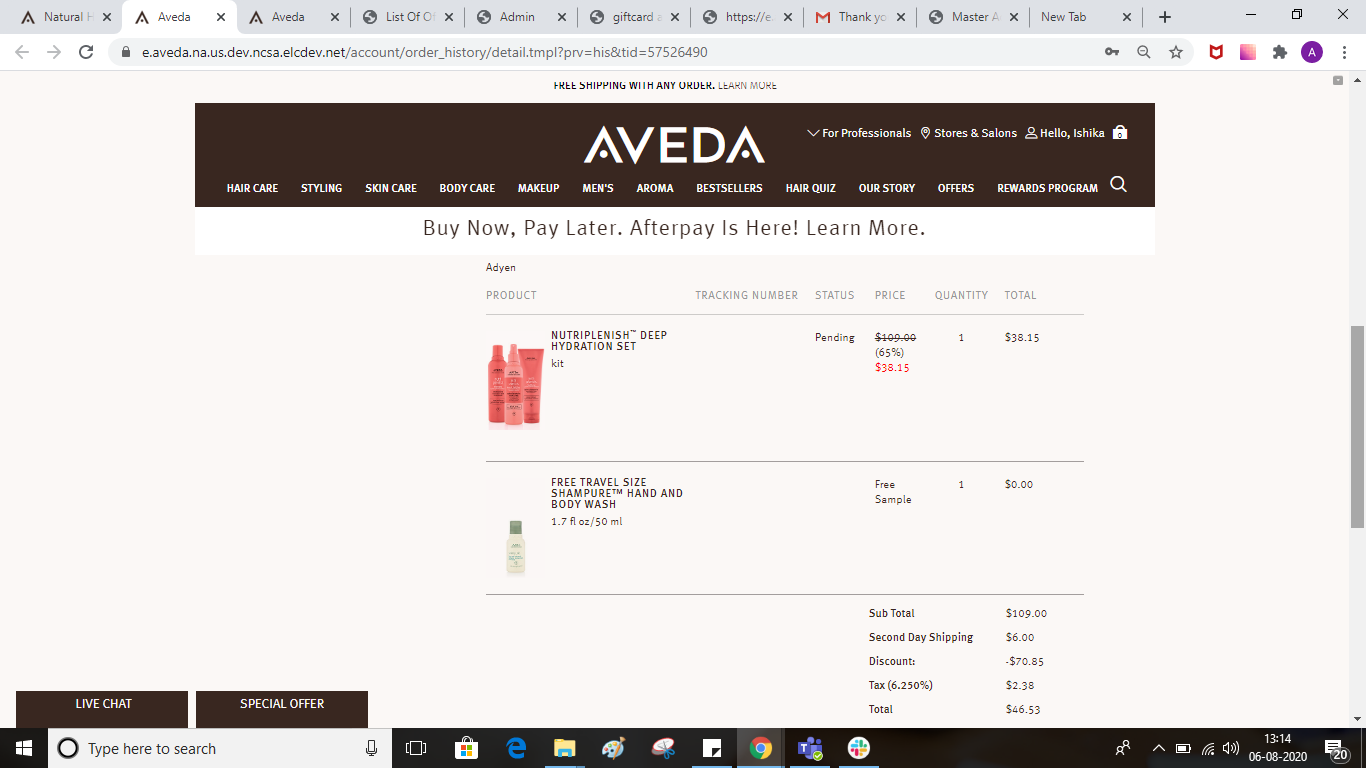 Natural H
Aveda
Aveda
List Of Of
Admin
giftcard a
https://e.
Thank yo
Master A
New Tab
e.aveda.na.us.dev.ncsa.elcdev.net/account/order_history/detail.tmpl?prv=his&tid=57526490
A
FREE SHIPPING WITH ANY ORDER. LEARN MORE
AVEDA
For Professionals
Stores & Salons
Hello, Ishika
0
HAIR CARE STYLING SKIN CARE BODY CARE MAKEUP MEN'S AROMA BESTSELLERS HAIR QUIZ OUR STORY OFFERS REWARDS PROGRAM
Buy Now, Pay Later. Afterpay Is Here! Learn More.
Adyen
PRODUCT TRACKING NUMBER STATUS PRICE QUANTITY TOTAL
NUTRIPLENISH™ DEEP
HYDRATION SET
kit
Pending
$109.00
(65%)
$38.15
1
$38.15
FREE TRAVEL SIZE
SHAMPURE™ HAND AND
BODY WASH
1.7 fl oz/50 ml
Free
Sample
1
$0.00
Sub Total $109.00
Second Day Shipping $6.00
Discount: -$70.85
Tax (6.250%) $2.38
Total $46.53
LIVE CHAT
SPECIAL OFFER
Type here to search
13:14
06-08-2020
20